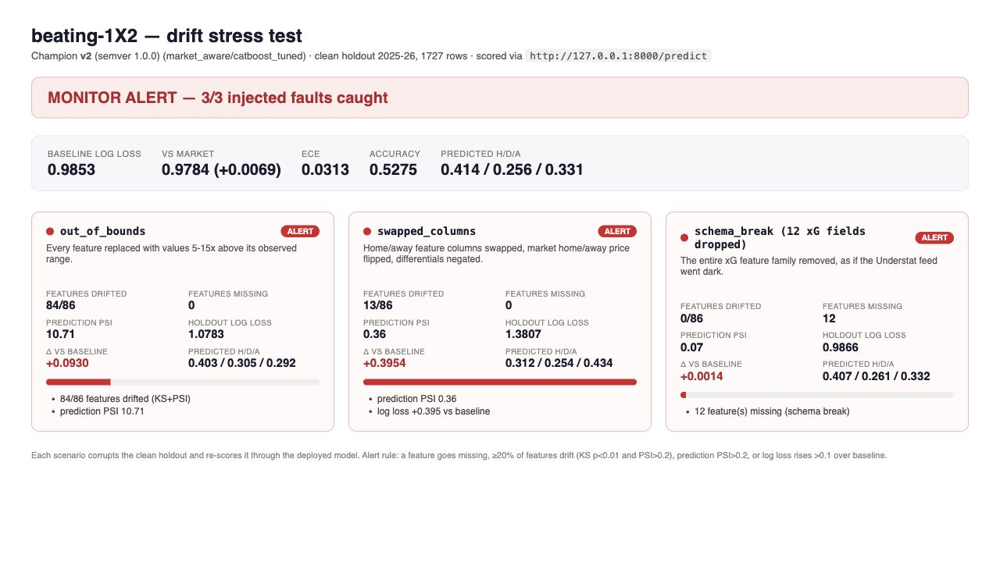 beating-1X2 — drift stress test
Champion v2 (semver 1.0.0) (market_aware/catboost_tuned) · clean holdout 2025-26, 1727 rows · scored via http://127.0.0.1:8000/predict
MONITOR ALERT — 3/3 injected faults caught
BASELINE LOG LOSS
0.9853
VS MARKET
0.9784 (+0.0069)
ECE
0.0313
ACCURACY
0.5275
PREDICTED H/D/A
0.414 / 0.256 / 0.331
out_of_bounds
ALERT
Every feature replaced with values 5-15x above its observed
range.
FEATURES DRIFTED
84/86
FEATURES MISSING
0
PREDICTION PSI
10.71
HOLDOUT LOG LOSS
1.0783
Δ VS BASELINE
+0.0930
PREDICTED H/D/A
0.403 / 0.305 / 0.292
• 84/86 features drifted (KS+PSI)
• prediction PSI 10.71
swapped_columns
ALERT
Home/away feature columns swapped, market home/away price
flipped, differentials negated.
FEATURES DRIFTED
13/86
FEATURES MISSING
0
PREDICTION PSI
0.36
HOLDOUT LOG LOSS
1.3807
Δ VS BASELINE
+0.3954
PREDICTED H/D/A
0.312 / 0.254 / 0.434
• prediction PSI 0.36
• log loss +0.395 vs baseline
schema_break (12 xG fields
dropped)
ALERT
The entire xG feature family removed, as if the Understat feed
went dark.
FEATURES DRIFTED
0/86
FEATURES MISSING
12
PREDICTION PSI
0.07
HOLDOUT LOG LOSS
0.9866
Δ VS BASELINE
+0.0014
PREDICTED H/D/A
0.407 / 0.261 / 0.332
• 12 feature(s) missing (schema break)
Each scenario corrupts the clean holdout and re-scores it through the deployed model. Alert rule: a feature goes missing, ≥20% of features drift (KS p<0.01 and PSI>0.2), prediction PSI>0.2, or log loss rises >0.1 over baseline.